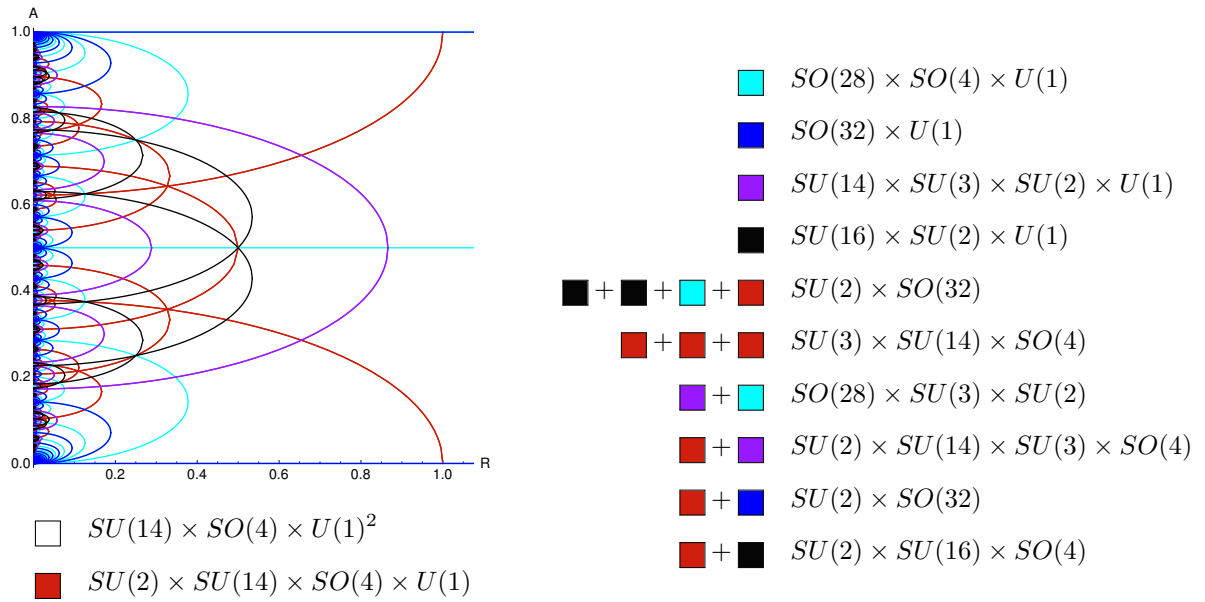 A
1.0
0.8
0.6
0.4
0.2
0.0
0.2 0.4 0.6 0.8 1.0 R
SU(14) × SO(4) × U(1)²
SU(2) × SU(14) × SO(4) × U(1)
SO(28) × SO(4) × U(1)
SO(32) × U(1)
SU(14) × SU(3) × SU(2) × U(1)
SU(16) × SU(2) × U(1)
+ + + SU(2) × SO(32)
+ + SU(3) × SU(14) × SO(4)
+ SO(28) × SU(3) × SU(2)
+ SU(2) × SU(14) × SU(3) × SO(4)
+ SU(2) × SO(32)
+ SU(2) × SU(16) × SO(4)